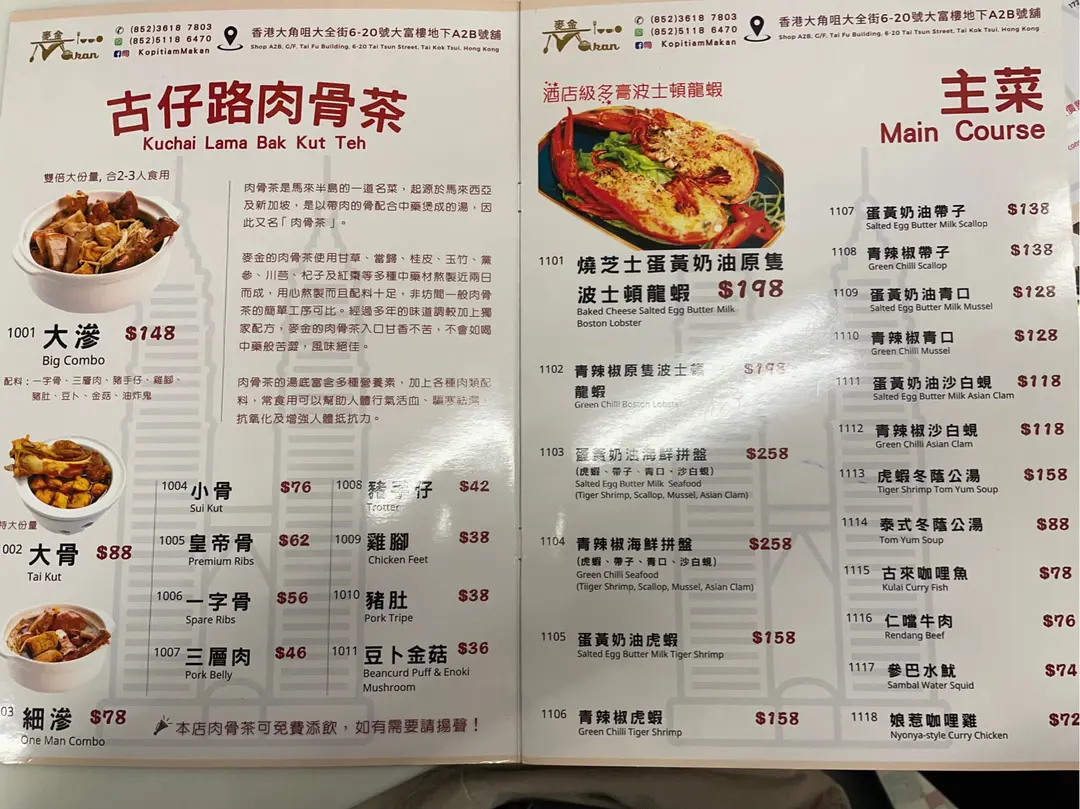 麥金
Makan
(852)3618 7803
(852)5118 6470
KopitiamMakan
香港大角咀大全街6-20號大富樓地下A2B號舖
Shop A2B, G/F, Tai Fu Building, 6-20 Tai Tsun Street, Tai Kok Tsui, Hong Kong
古仔路肉骨茶
Kuchai Lama Bak Kut Teh
雙倍大份量, 合2-3人食用
1001 大滲 $148
Big Combo
配料:一字骨、三層肉、豬手仔、雞腳、
豬肚、豆卜、金菇、油炸鬼
肉骨茶是馬來半島的一道名菜,起源於馬來西亞
及新加坡,是以帶肉的骨配合中藥煲成的湯,因
此又名「肉骨茶」。
麥金的肉骨茶使用甘草、當歸、桂皮、玉竹、黨
參、川芎、杞子及紅棗等多種中藥材熬製近兩日
而成,用心熬製而且配料十足,非坊間一般肉骨
茶的簡單工序可比。經過多年的味道調較加上獨
家配方,麥金的肉骨茶入口甘香不苦,不會如喝
中藥般苦澀,風味絕佳。
肉骨茶的湯底富含多種營養素,加上各種肉類配
料,常食用可以幫助人體行氣活血、驅寒祛濕、
抗氧化及增強人體抵抗力。
特大份量
002 大骨 $88
Tai Kut
03 細滲 $78
One Man Combo
1004 小骨 $76
Sui Kut
1005 皇帝骨 $62
Premium Ribs
1006 一字骨 $56
Spare Ribs
1007 三層肉 $46
Pork Belly
1008 豬手仔 $42
Trotter
1009 雞腳 $38
Chicken Feet
1010 豬肚 $38
Pork Tripe
1011 豆卜金菇 $36
Beancurd Puff & Enoki
Mushroom
本店肉骨茶可免費添飲,如有需要請揚聲!
麥金
Makan
(852)3618 7803
(852)5118 6470
KopitiamMakan
香港大角咀大全街6-20號大富樓地下A2B號舖
Shop A2B, G/F, Tai Fu Building, 6-20 Tai Tsun Street, Tai Kok Tsui, Hong Kong
主菜
Main Course
酒店級冬膏波士頓龍蝦
1101 燒芝士蛋黃奶油原隻
波士頓龍蝦 $198
Baked Cheese Salted Egg Butter Milk
Boston Lobster
1102 青辣椒原隻波士頓 $198
龍蝦
Green Chilli Boston Lobster
1103 蛋黃奶油海鮮拼盤 $258
(虎蝦、帶子、青口、沙白蜆)
Salted Egg Butter Milk Seafood
(Tiger Shrimp, Scallop, Mussel, Asian Clam)
1104 青辣椒海鮮拼盤 $258
(虎蝦、帶子、青口、沙白蜆)
Green Chilli Seafood
(Tiiger Shrimp, Scallop, Mussel, Asian Clam)
1105 蛋黃奶油虎蝦 $158
Salted Egg Butter Milk Tiger Shrimp
1106 青辣椒虎蝦 $158
Green Chilli Tiger Shrimp
1107 蛋黃奶油帶子 $138
Salted Egg Butter Milk Scallop
1108 青辣椒帶子 $138
Green Chilli Scallop
1109 蛋黃奶油青口 $128
Salted Egg Butter Milk Mussel
1110 青辣椒青口 $128
Green Chilli Mussel
1111 蛋黃奶油沙白蜆 $118
Salted Egg Butter Milk Asian Clam
1112 青辣椒沙白蜆 $118
Green Chilli Asian Clam
1113 虎蝦冬蔭公湯 $158
Tiger Shrimp Tom Yum Soup
1114 泰式冬蔭公湯 $88
Tom Yum Soup
1115 古來咖哩魚 $78
Kulai Curry Fish
1116 仁噹牛肉 $76
Rendang Beef
1117 參巴水魷 $74
Sambal Water Squid
1118 娘惹咖哩雞 $72
Nyonya-style Curry Chicken